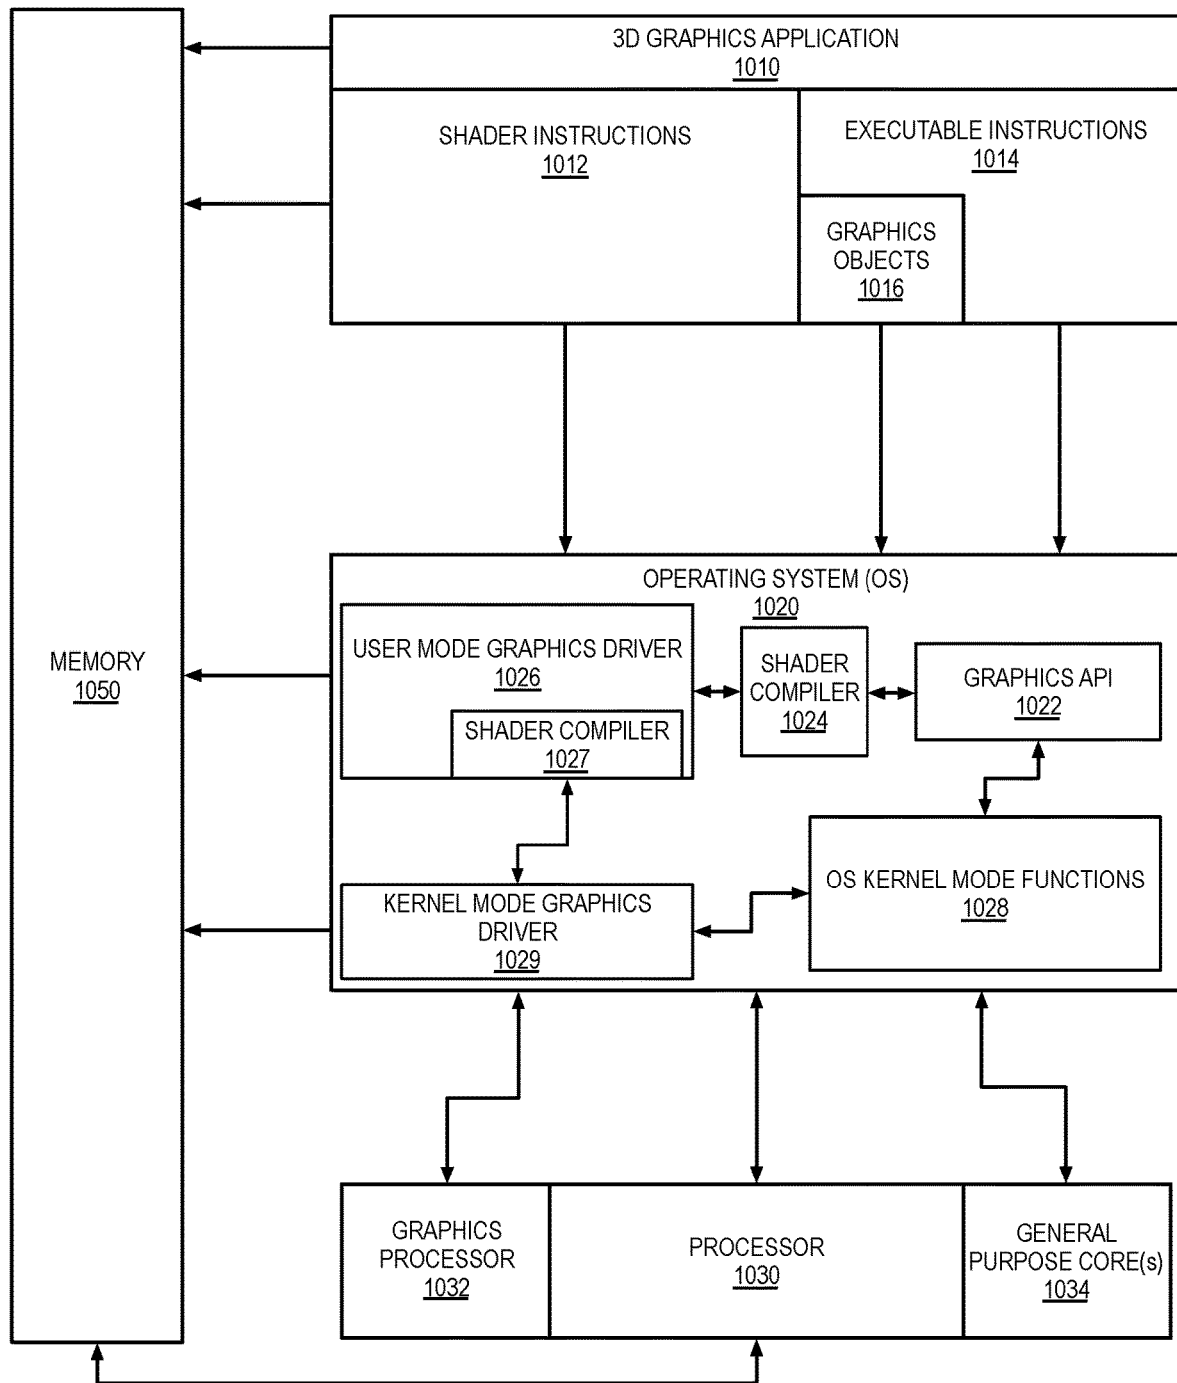 3D GRAPHICS APPLICATION
1010
SHADER INSTRUCTIONS
1012
EXECUTABLE INSTRUCTIONS
1014
GRAPHICS
OBJECTS
1016
OPERATING SYSTEM (OS)
1020
USER MODE GRAPHICS DRIVER
1026
SHADER COMPILER
1027
SHADER
COMPILER
1024
GRAPHICS API
1022
MEMORY
1050
KERNEL MODE GRAPHICS
DRIVER
1029
OS KERNEL MODE FUNCTIONS
1028
GRAPHICS
PROCESSOR
1032
PROCESSOR
1030
GENERAL
PURPOSE CORE(s)
1034